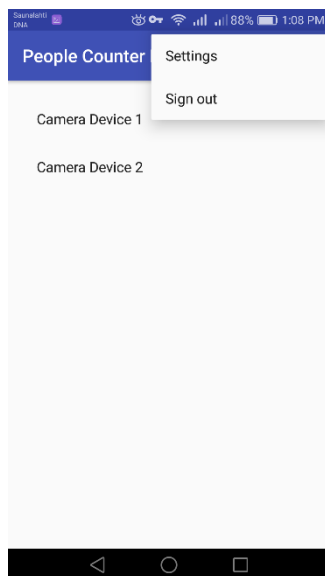 Saunalahti
DNA
88% 1:08 PM
People Counter
Settings
Sign out
Camera Device 1
Camera Device 2